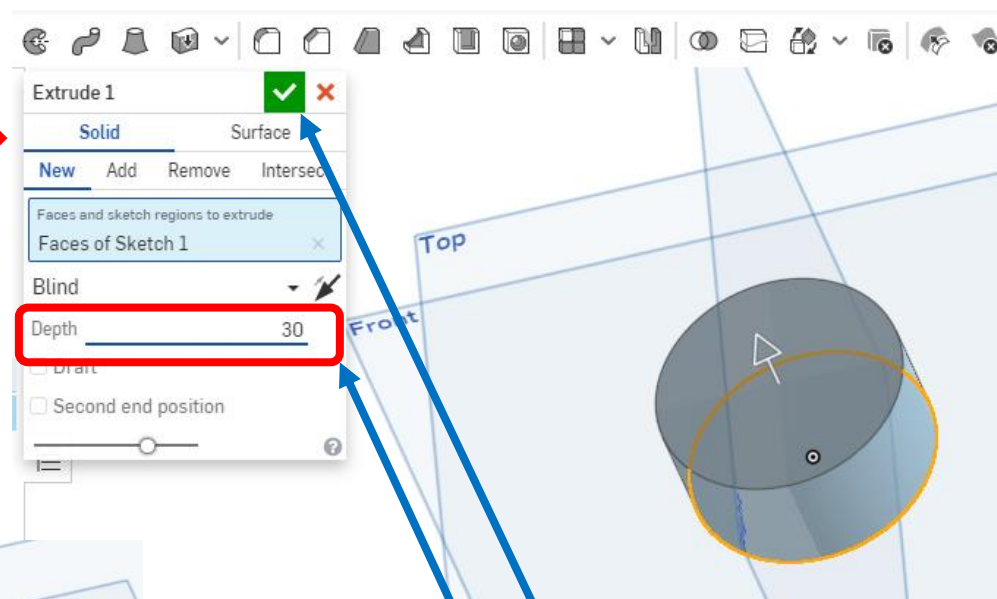 Extrude 1
Solid Surface
New Add Remove Intersec
Faces and sketch regions to extrude
Faces of Sketch 1
Blind
Depth 30
Draft
Second end position
Top
Front